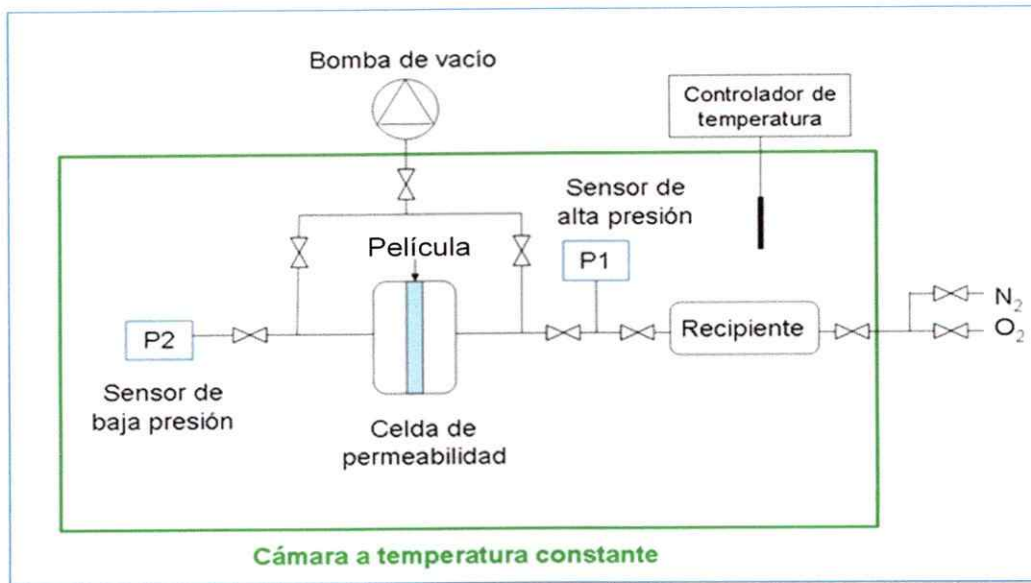 Bomba de vacío
Controlador de
temperatura
Sensor de
alta presión
Película
P1
N₂
P2
Recipiente
O₂
Sensor de
baja presión
Celda de
permeabilidad
Cámara a temperatura constante